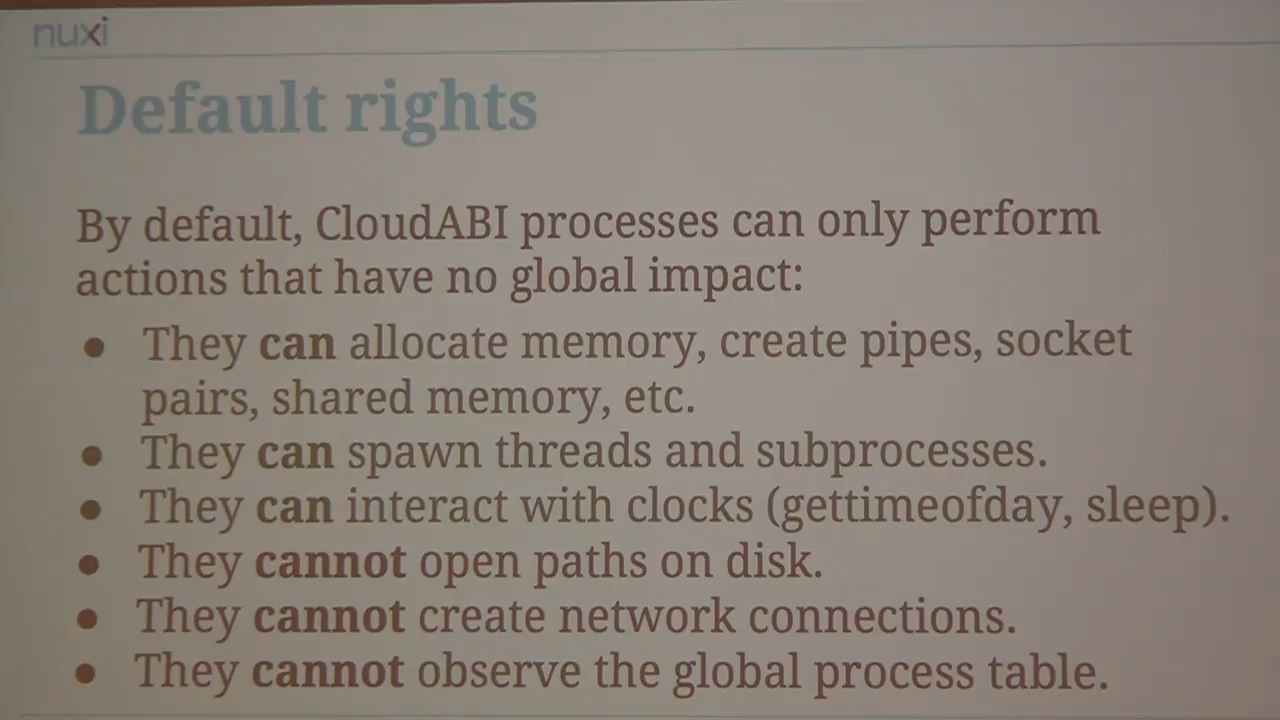 nuxi
Default rights
By default, CloudABI processes can only perform
actions that have no global impact:
● They can allocate memory, create pipes, socket
pairs, shared memory, etc.
● They can spawn threads and subprocesses.
● They can interact with clocks (gettimeofday, sleep).
● They cannot open paths on disk.
● They cannot create network connections.
● They cannot observe the global process table.